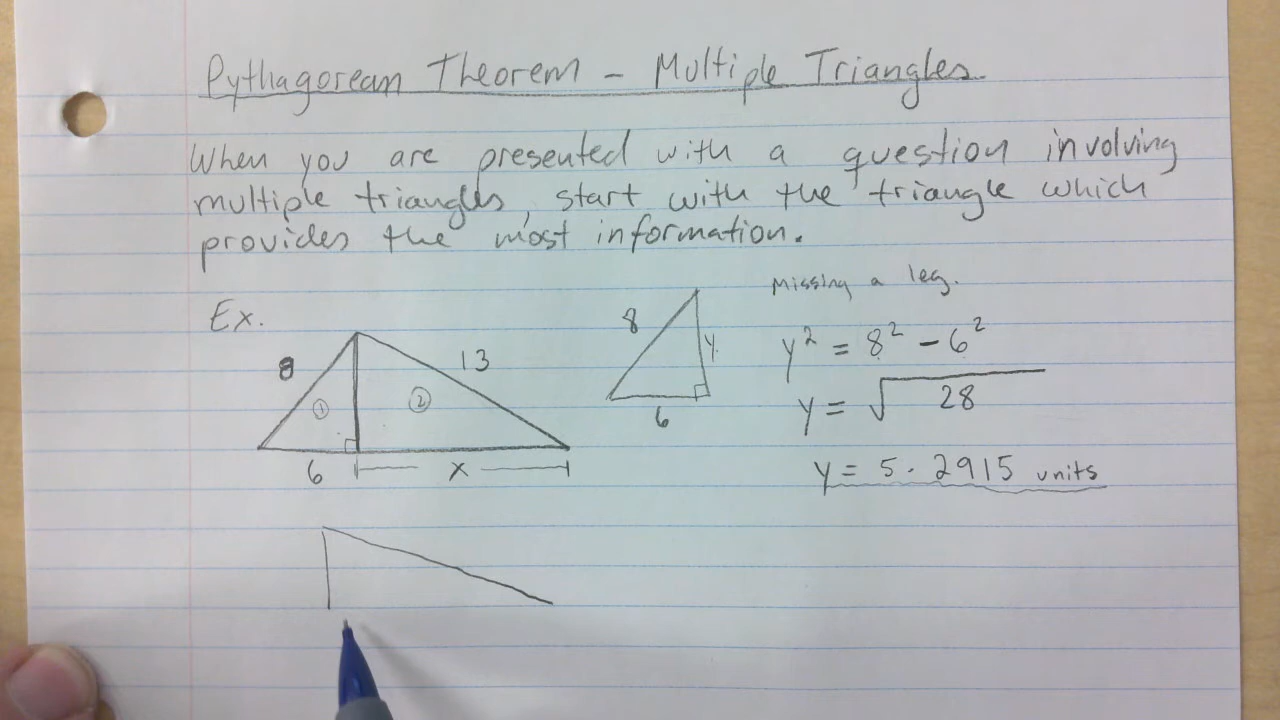 Pythagorean Theorem - Multiple Triangles
When you are presented with a question involving
multiple triangles, start with the triangle which
provides the most information.
Ex.
8
13
①
②
6
x
8
y
6
Missing a leg.
y² = 8² - 6²
y = √28
y = 5.2915 units